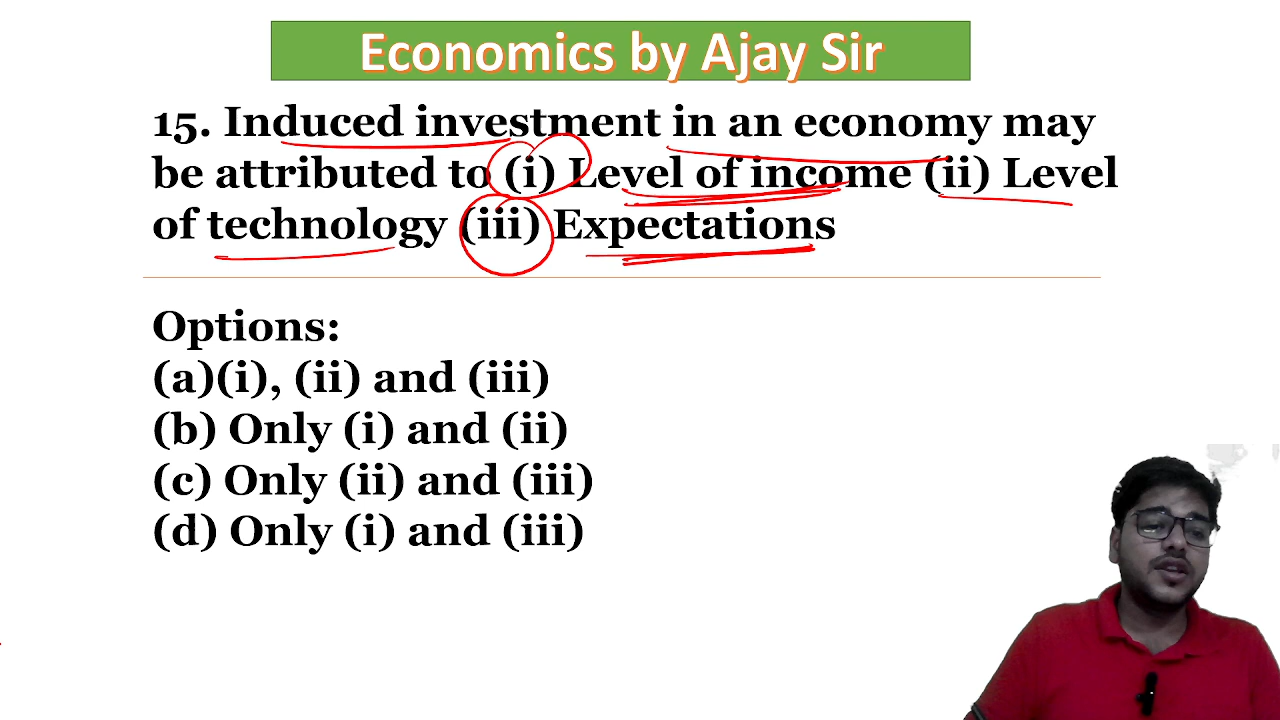 Economics by Ajay Sir
15. Induced investment in an economy may
be attributed to (i) Level of income (ii) Level
of technology (iii) Expectations
Options:
(a)(i), (ii) and (iii)
(b) Only (i) and (ii)
(c) Only (ii) and (iii)
(d) Only (i) and (iii)